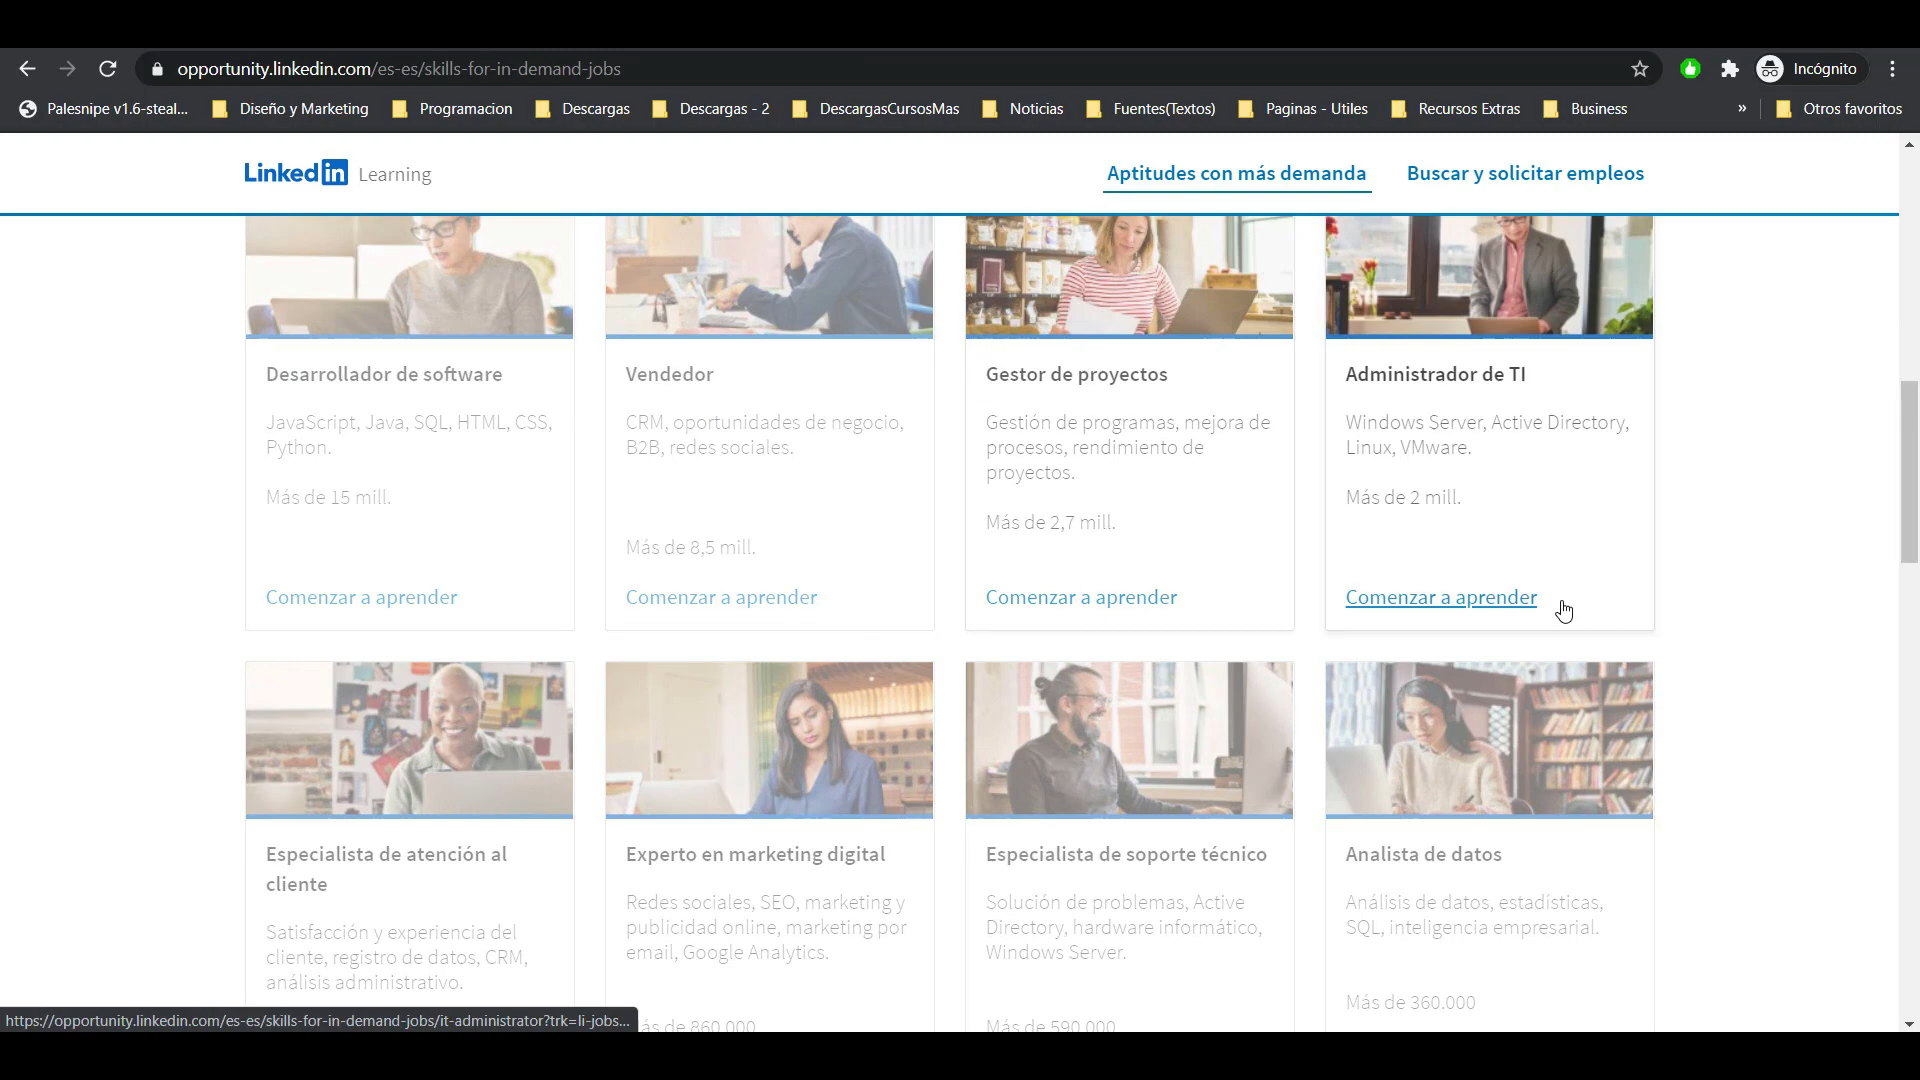 opportunity.linkedin.com/es-es/skills-for-in-demand-jobs
Incógnito
Palesnipe v1.6-steal...
Diseño y Marketing
Programacion
Descargas
Descargas - 2
DescargasCursosMas
Noticias
Fuentes(Textos)
Paginas - Utiles
Recursos Extras
Business
»
Otros favoritos
Linked in Learning
Aptitudes con más demanda
Buscar y solicitar empleos
Desarrollador de software
JavaScript, Java, SQL, HTML, CSS,
Python.
Más de 15 mill.
Comenzar a aprender
Vendedor
CRM, oportunidades de negocio,
B2B, redes sociales.
Más de 8,5 mill.
Comenzar a aprender
Gestor de proyectos
Gestión de programas, mejora de
procesos, rendimiento de
proyectos.
Más de 2,7 mill.
Comenzar a aprender
Administrador de TI
Windows Server, Active Directory,
Linux, VMware.
Más de 2 mill.
Comenzar a aprender
Especialista de atención al
cliente
Satisfacción y experiencia del
cliente, registro de datos, CRM,
análisis administrativo.
Experto en marketing digital
Redes sociales, SEO, marketing y
publicidad online, marketing por
email, Google Analytics.
ás de 860.000
Especialista de soporte técnico
Solución de problemas, Active
Directory, hardware informático,
Windows Server.
Más de 590.000
Analista de datos
Análisis de datos, estadísticas,
SQL, inteligencia empresarial.
Más de 360.000
https://opportunity.linkedin.com/es-es/skills-for-in-demand-jobs/it-administrator?trk=li-jobs...